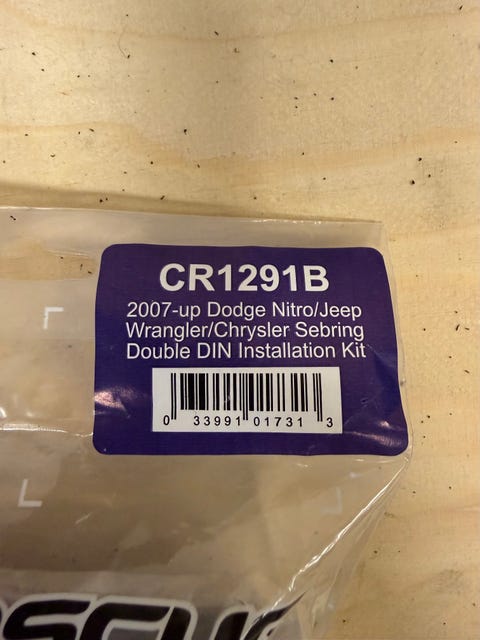 CR1291B
2007-up Dodge Nitro/Jeep
Wrangler/Chrysler Sebring
Double DIN Installation Kit
0 33991 01731 3